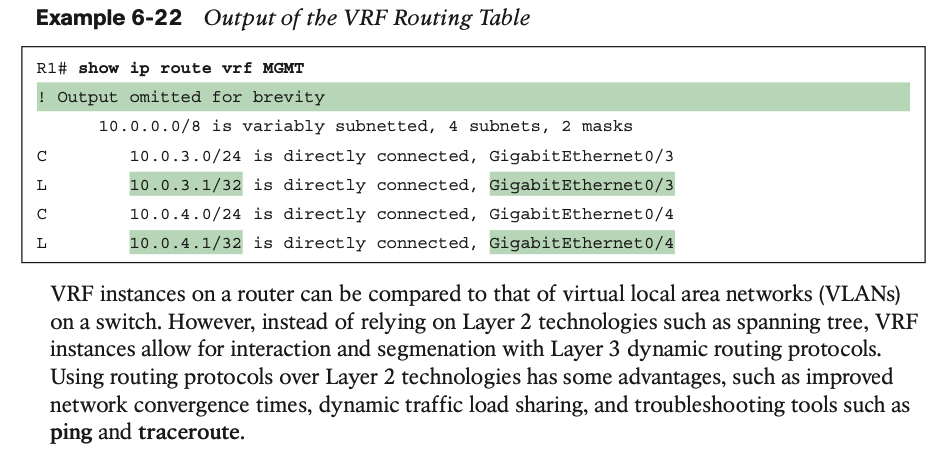 Example 6-22 Output of the VRF Routing Table
R1# show ip route vrf MGMT
! Output omitted for brevity
10.0.0.0/8 is variably subnetted, 4 subnets, 2 masks
C 10.0.3.0/24 is directly connected, GigabitEthernet0/3
L 10.0.3.1/32 is directly connected, GigabitEthernet0/3
C 10.0.4.0/24 is directly connected, GigabitEthernet0/4
L 10.0.4.1/32 is directly connected, GigabitEthernet0/4
VRF instances on a router can be compared to that of virtual local area networks (VLANs)
on a switch. However, instead of relying on Layer 2 technologies such as spanning tree, VRF
instances allow for interaction and segmenation with Layer 3 dynamic routing protocols.
Using routing protocols over Layer 2 technologies has some advantages, such as improved
network convergence times, dynamic traffic load sharing, and troubleshooting tools such as
ping and traceroute.